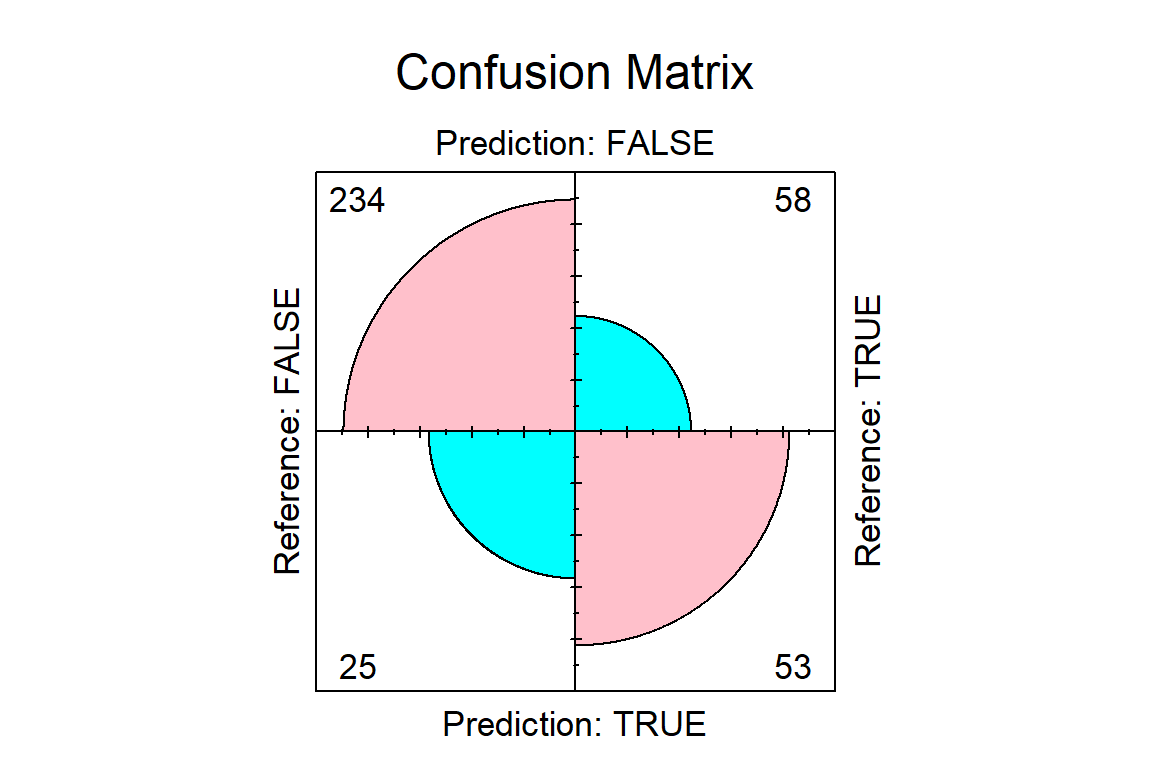 Confusion Matrix
Prediction: FALSE
234
58
Reference: FALSE
Reference: TRUE
25
53
Prediction: TRUE